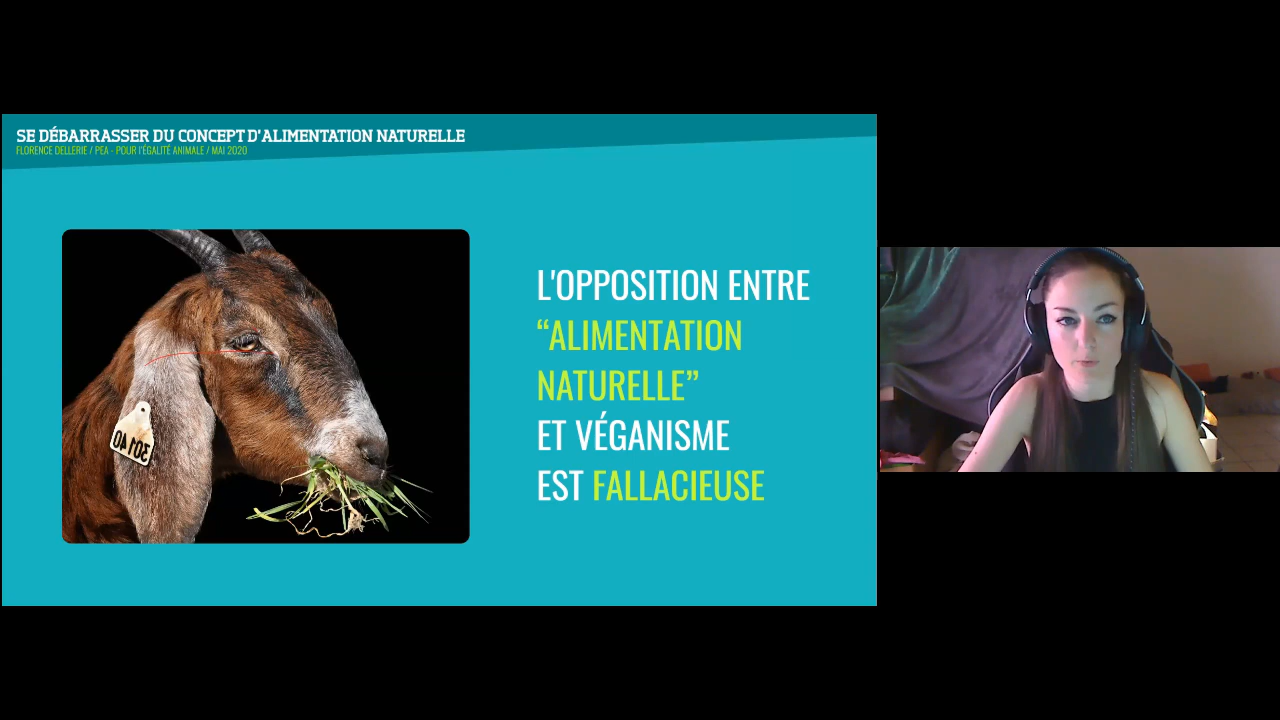 SE DÉBARRASSER DU CONCEPT D'ALIMENTATION NATURELLE
FLORENCE DELLERIE / PEA - POUR l'ÉGALITÉ ANIMALE / MAI 2020
L'OPPOSITION ENTRE
“ALIMENTATION
NATURELLE”
ET VÉGANISME
EST FALLACIEUSE